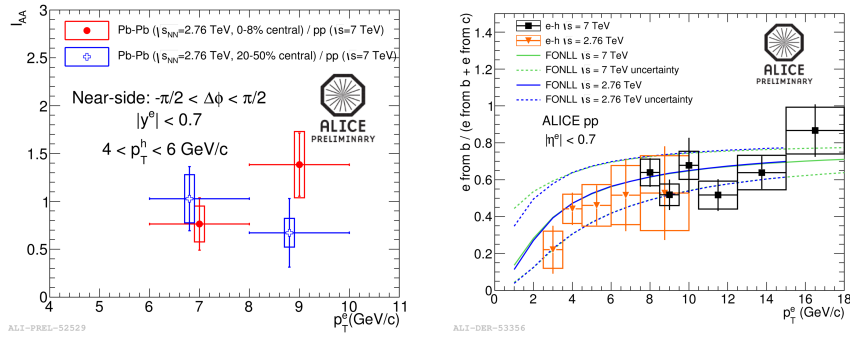 I_AA
3
2.5
2
1.5
1
0.5
0
Pb-Pb (√s_NN=2.76 TeV, 0-8% central) / pp (√s=7 TeV)
Pb-Pb (√s_NN=2.76 TeV, 20-50% central) / pp (√s=7 TeV)
Near-side: -π/2 < Δϕ < π/2
|y^e| < 0.7
4 < p_T^h < 6 GeV/c
ALICE
PRELIMINARY
4 5 6 7 8 9 10 11
p_T^e (GeV/c)
ALI-PREL-52529
e from b / (e from b + e from c)
1.4
1.2
1
0.8
0.6
0.4
0.2
0
e-h √s = 7 TeV
e-h √s = 2.76 TeV
FONLL √s = 7 TeV
FONLL √s = 7 TeV uncertainty
FONLL √s = 2.76 TeV
FONLL √s = 2.76 TeV uncertainty
ALICE pp
|η^e| < 0.7
ALICE
PRELIMINARY
0 2 4 6 8 10 12 14 16 18
p_T^e (GeV/c)
ALI-DER-53356